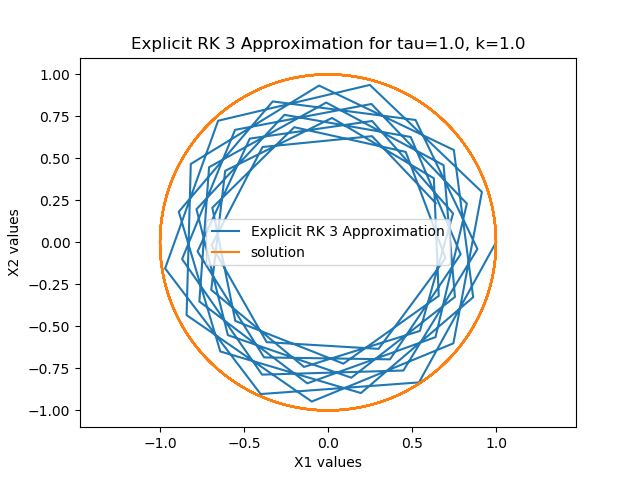 Explicit RK 3 Approximation for tau=1.0, k=1.0
1.00
0.75
0.50
0.25
0.00
−0.25
−0.50
−0.75
−1.00
X2 values
Explicit RK 3 Approximation
solution
−1.0
−0.5
0.0
0.5
1.0
X1 values